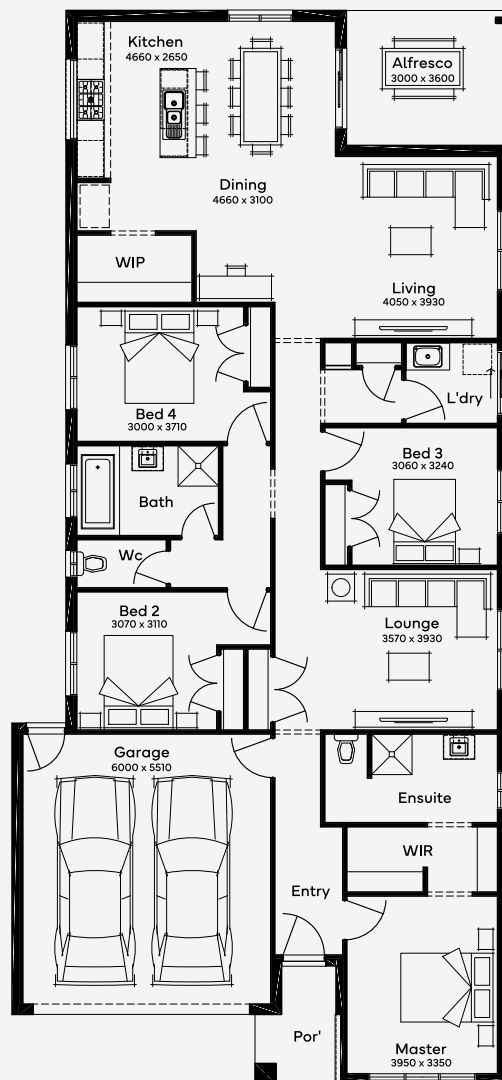 Kitchen
4660 x 2650
Alfresco
3000 x 3600
Dining
4660 x 3100
WIP
Living
4050 x 3930
Bed 4
3000 x 3710
L'dry
Bed 3
3060 x 3240
Bath
Wc
Bed 2
3070 x 3110
Lounge
3570 x 3930
Garage
6000 x 5510
Ensuite
WIR
Entry
Por'
Master
3950 x 3350